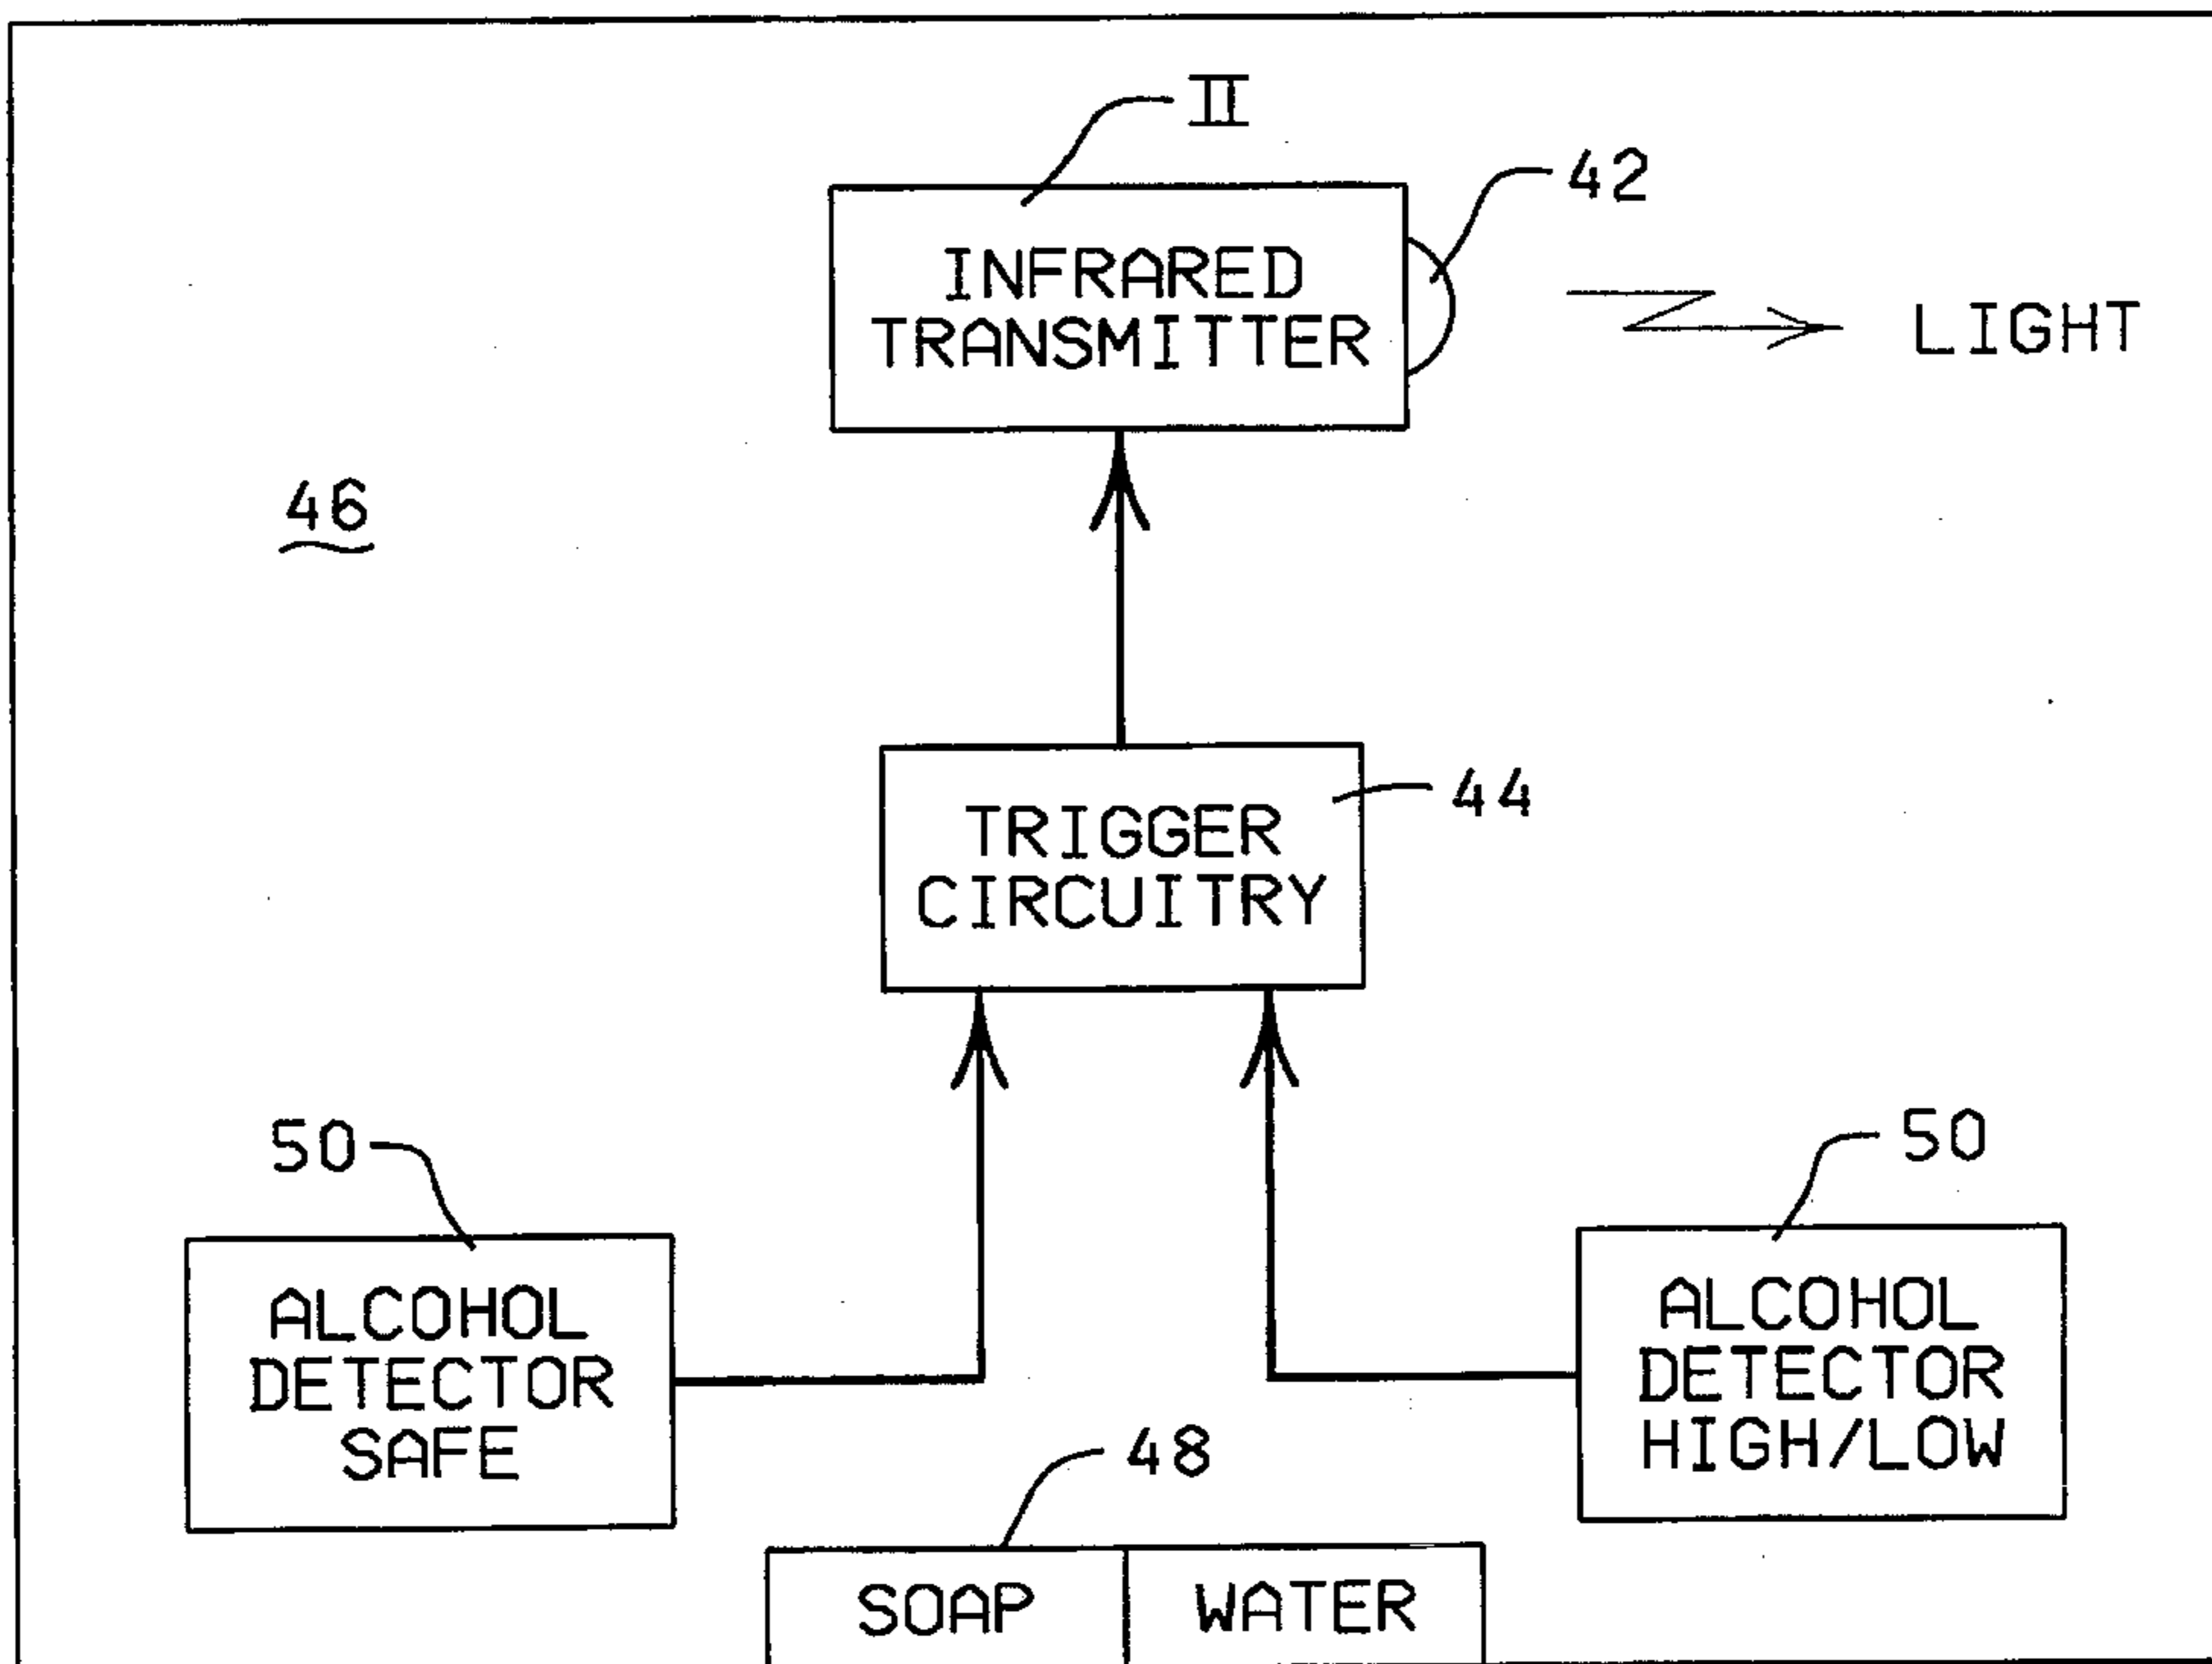 II
42
INFRARED
TRANSMITTER
LIGHT
46
44
TRIGGER
CIRCUITRY
50
50
ALCOHOL
DETECTOR
SAFE
ALCOHOL
DETECTOR
HIGH/LOW
48
SOAP
WATER